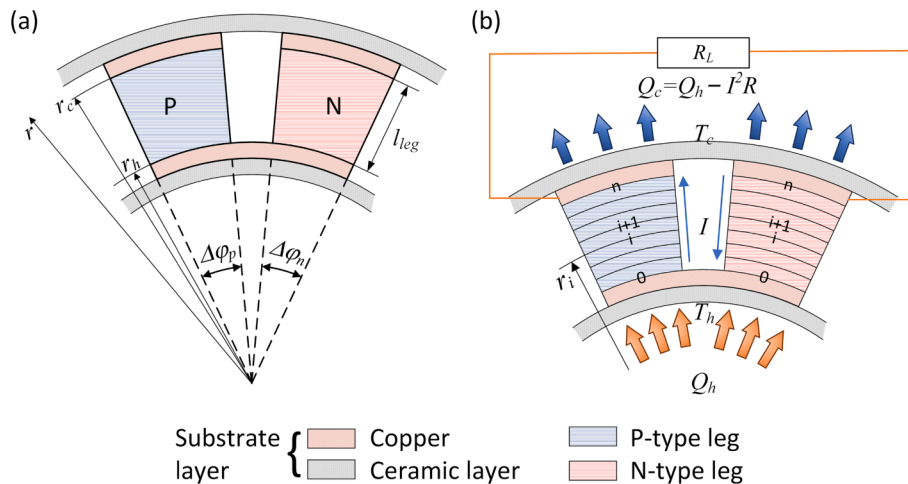 (a)
P
N
r
r_c
r_h
l_leg
Δφ_p
Δφ_n
(b)
R_L
Q_c=Q_h – I²R
T_c
n
n
i+1
i
I
i+1
i
0
0
r_i
T_h
Q_h
Substrate
layer
Copper
Ceramic layer
P-type leg
N-type leg